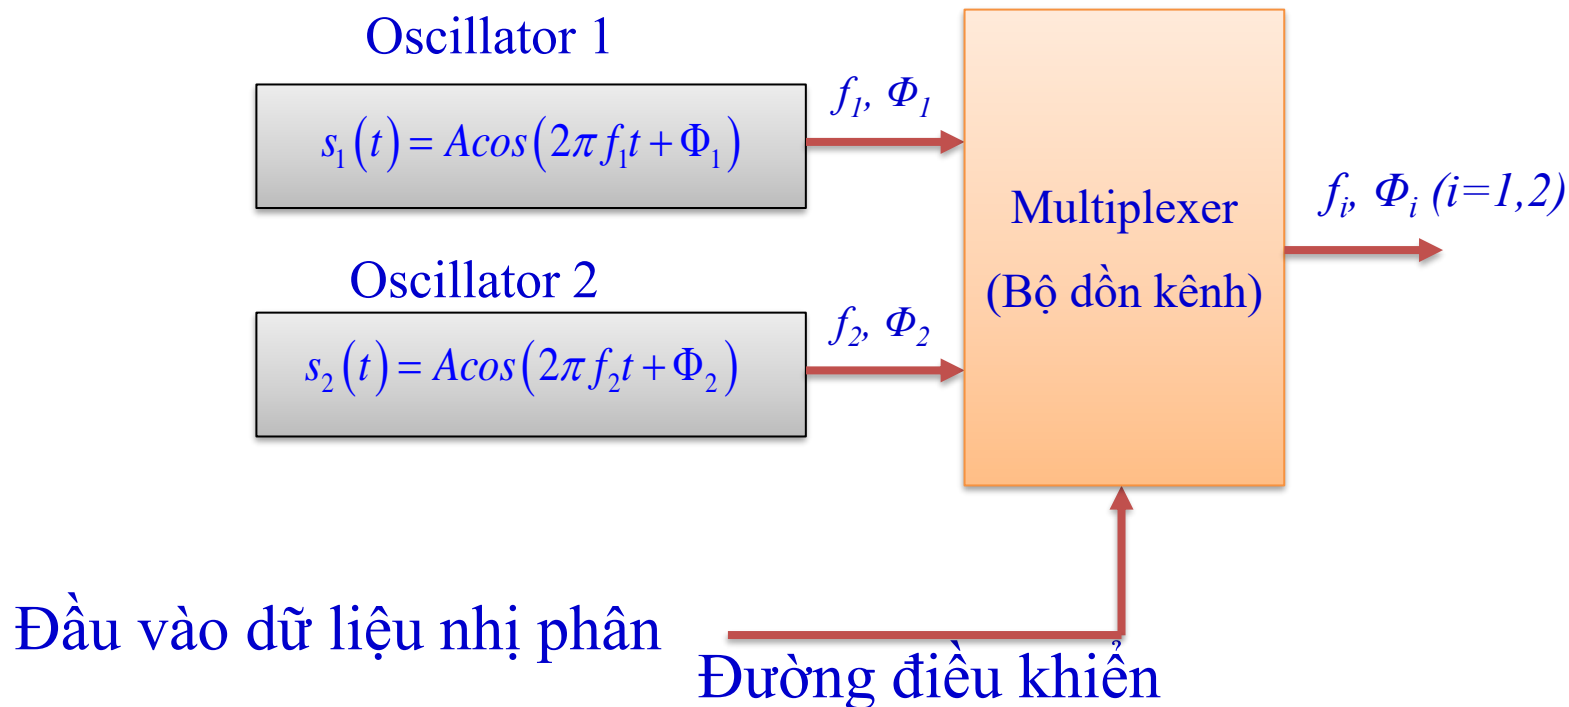 Oscillator 1
s₁(t) = Acos(2πf₁t + Φ₁)
f₁, Φ₁
Oscillator 2
s₂(t) = Acos(2πf₂t + Φ₂)
f₂, Φ₂
Multiplexer
(Bộ dồn kênh)
fᵢ, Φᵢ (i=1,2)
Đầu vào dữ liệu nhị phân
Đường điều khiển